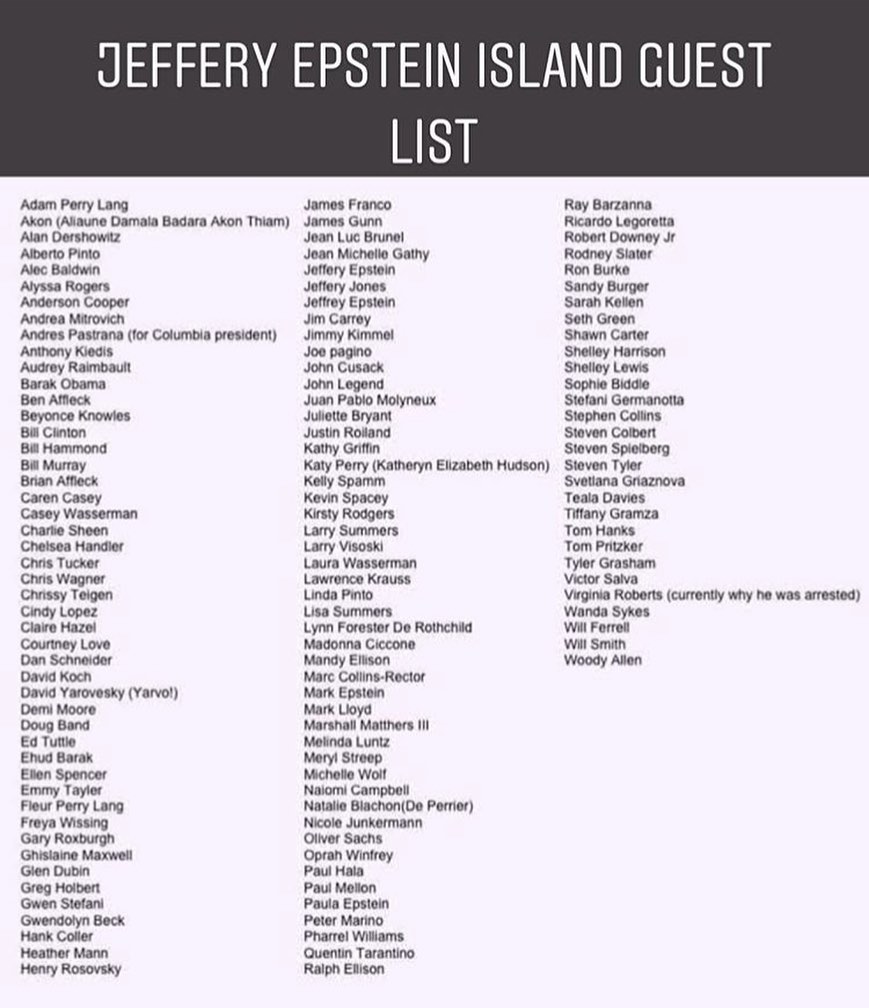 JEFFERY EPSTEIN ISLAND GUEST
LIST
Adam Perry Lang
Akon (Aliaune Damala Badara Akon Thiam)
Alan Dershowitz
Alberto Pinto
Alec Baldwin
Alyssa Rogers
Anderson Cooper
Andrea Mitrovich
Andres Pastrana (for Columbia president)
Anthony Kiedis
Audrey Raimbault
Barak Obama
Ben Affleck
Beyonce Knowles
Bill Clinton
Bill Hammond
Bill Murray
Brian Affleck
Caren Casey
Casey Wasserman
Charlie Sheen
Chelsea Handler
Chris Tucker
Chris Wagner
Chrissy Teigen
Cindy Lopez
Claire Hazel
Courtney Love
Dan Schneider
David Koch
David Yarovesky (Yarvo!)
Demi Moore
Doug Band
Ed Tuttle
Ehud Barak
Ellen Spencer
Emmy Tayler
Fleur Perry Lang
Freya Wissing
Gary Roxburgh
Ghislaine Maxwell
Glen Dubin
Greg Holbert
Gwen Stefani
Gwendolyn Beck
Hank Coller
Heather Mann
Henry Rosovsky
James Franco
James Gunn
Jean Luc Brunel
Jean Michelle Gathy
Jeffery Epstein
Jeffery Jones
Jeffrey Epstein
Jim Carrey
Jimmy Kimmel
Joe pagino
John Cusack
John Legend
Juan Pablo Molyneux
Juliette Bryant
Justin Roiland
Kathy Griffin
Katy Perry (Katheryn Elizabeth Hudson)
Kelly Spamm
Kevin Spacey
Kirsty Rodgers
Larry Summers
Larry Visoski
Laura Wasserman
Lawrence Krauss
Linda Pinto
Lisa Summers
Lynn Forester De Rothchild
Madonna Ciccone
Mandy Ellison
Marc Collins-Rector
Mark Epstein
Mark Lloyd
Marshall Matthers III
Melinda Luntz
Meryl Streep
Michelle Wolf
Naiomi Campbell
Natalie Blachon(De Perrier)
Nicole Junkermann
Oliver Sachs
Oprah Winfrey
Paul Hala
Paul Mellon
Paula Epstein
Peter Marino
Pharrel Williams
Quentin Tarantino
Ralph Ellison
Ray Barzanna
Ricardo Legoretta
Robert Downey Jr
Rodney Slater
Ron Burke
Sandy Burger
Sarah Kellen
Seth Green
Shawn Carter
Shelley Harrison
Shelley Lewis
Sophie Biddle
Stefani Germanotta
Stephen Collins
Steven Colbert
Steven Spielberg
Steven Tyler
Svetlana Griaznova
Teala Davies
Tiffany Gramza
Tom Hanks
Tom Pritzker
Tyler Grasham
Victor Salva
Virginia Roberts (currently why he was arrested)
Wanda Sykes
Will Ferrell
Will Smith
Woody Allen